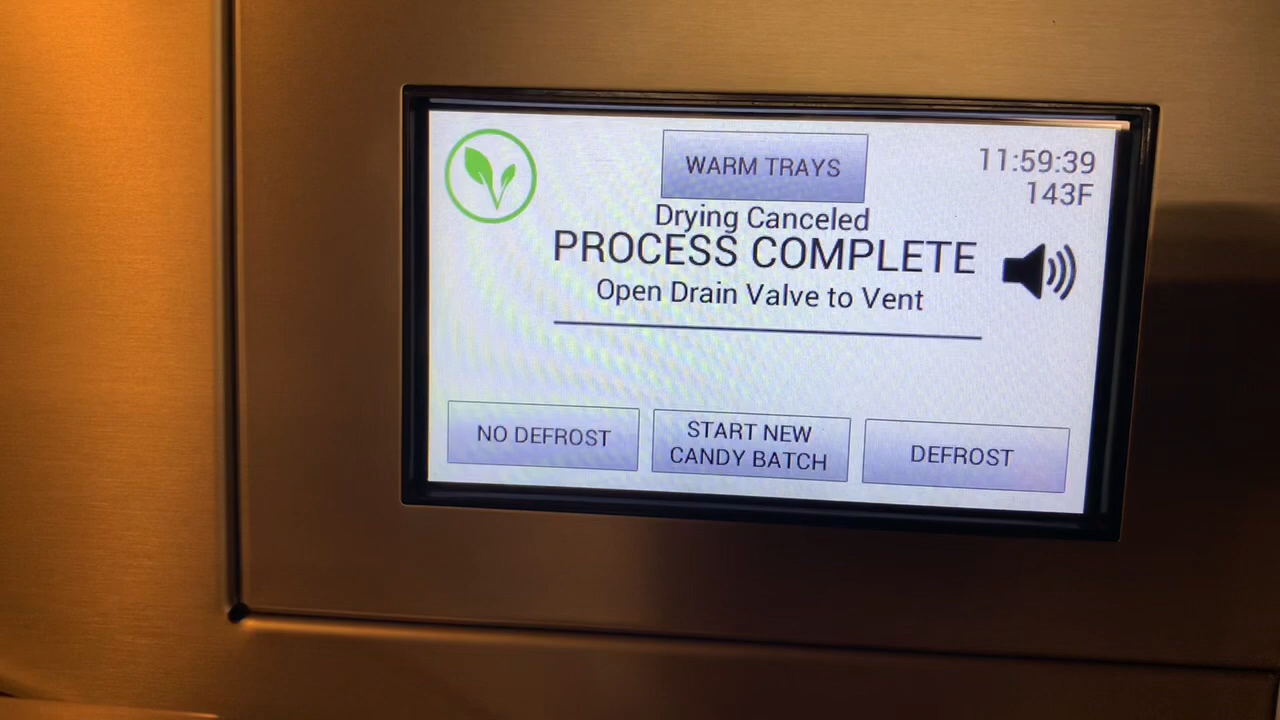 WARM TRAYS
11:59:39
143F
Drying Canceled
PROCESS COMPLETE
Open Drain Valve to Vent
NO DEFROST
START NEW
CANDY BATCH
DEFROST